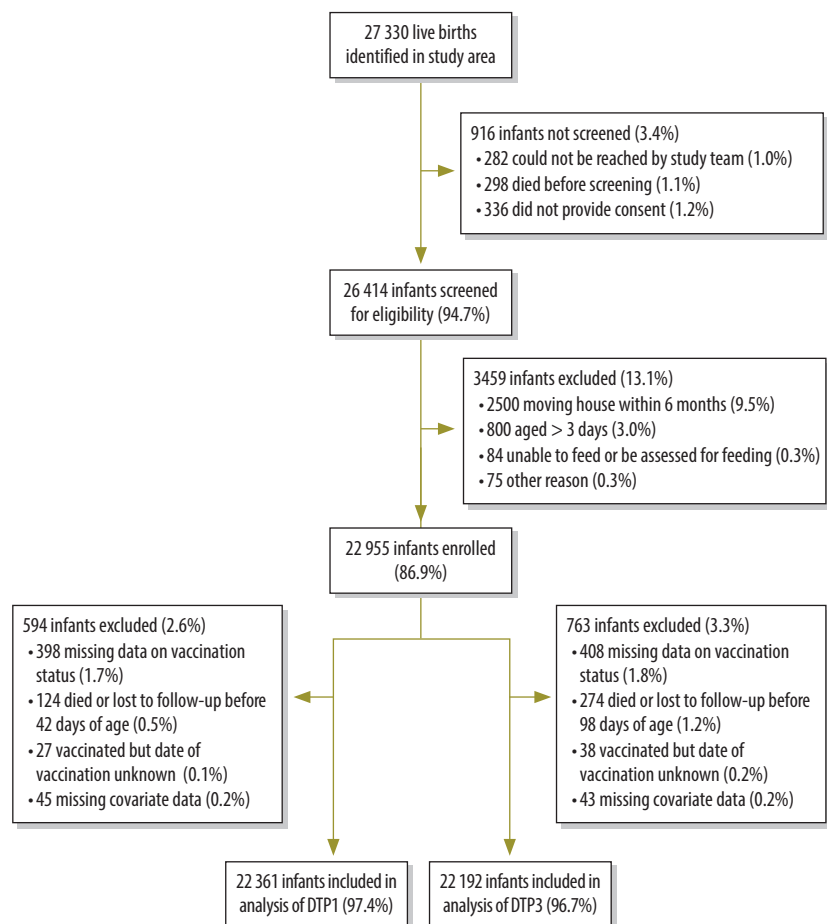 27 330 live births
identified in study area
916 infants not screened (3.4%)
• 282 could not be reached by study team (1.0%)
• 298 died before screening (1.1%)
• 336 did not provide consent (1.2%)
26 414 infants screened
for eligibility (94.7%)
3459 infants excluded (13.1%)
• 2500 moving house within 6 months (9.5%)
• 800 aged > 3 days (3.0%)
• 84 unable to feed or be assessed for feeding (0.3%)
• 75 other reason (0.3%)
22 955 infants enrolled
(86.9%)
594 infants excluded (2.6%)
• 398 missing data on vaccination
status (1.7%)
• 124 died or lost to follow-up before
42 days of age (0.5%)
• 27 vaccinated but date of
vaccination unknown (0.1%)
• 45 missing covariate data (0.2%)
763 infants excluded (3.3%)
• 408 missing data on vaccination
status (1.8%)
• 274 died or lost to follow-up before
98 days of age (1.2%)
• 38 vaccinated but date of
vaccination unknown (0.2%)
• 43 missing covariate data (0.2%)
22 361 infants included in
analysis of DTP1 (97.4%)
22 192 infants included in
analysis of DTP3 (96.7%)